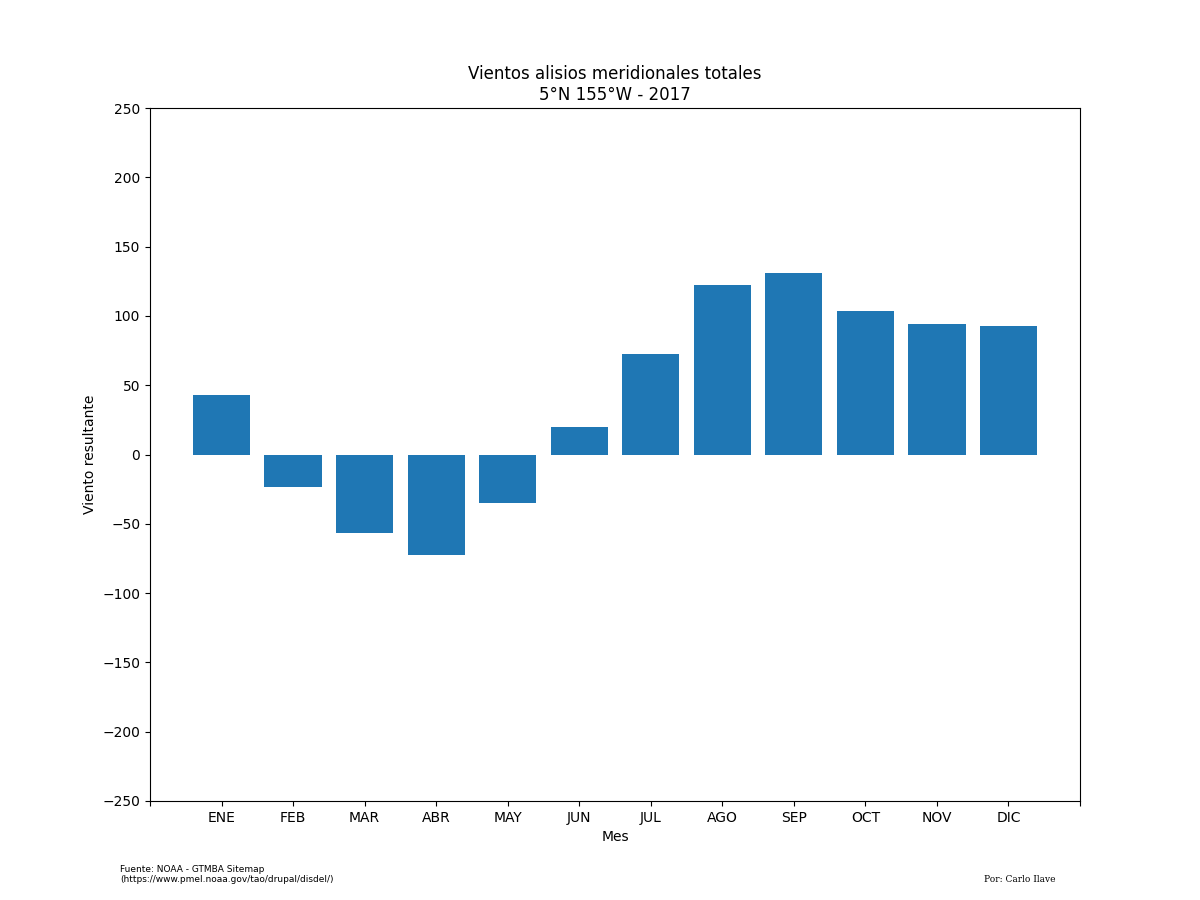 Vientos alisios meridionales totales
5°N 155°W - 2017
250
200
150
100
50
0
−50
−100
−150
−200
−250
Viento resultante
ENE FEB MAR ABR MAY JUN JUL AGO SEP OCT NOV DIC
Mes
Fuente: NOAA - GTMBA Sitemap
(https://www.pmel.noaa.gov/tao/drupal/disdel/)
Por: Carlo Ilave